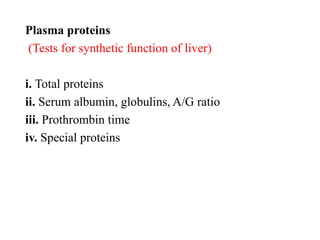 Plasma proteins
(Tests for synthetic function of liver)
i. Total proteins
ii. Serum albumin, globulins, A/G ratio
iii. Prothrombin time
iv. Special proteins